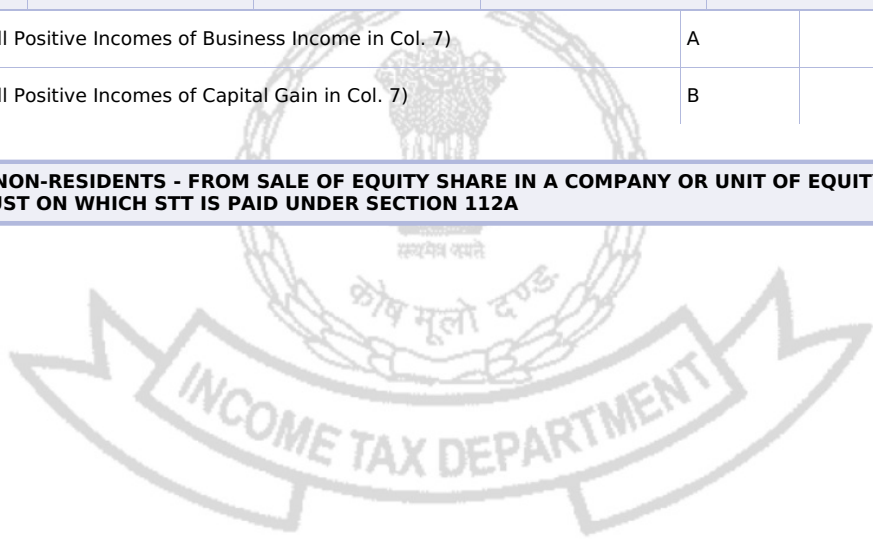 ll Positive Incomes of Business Income in Col. 7) A
ll Positive Incomes of Capital Gain in Col. 7) B
NON-RESIDENTS - FROM SALE OF EQUITY SHARE IN A COMPANY OR UNIT OF EQUIT
UST ON WHICH STT IS PAID UNDER SECTION 112A
सत्यमेव जयते
कोष मूलो दण्ड:
INCOME TAX DEPARTMENT